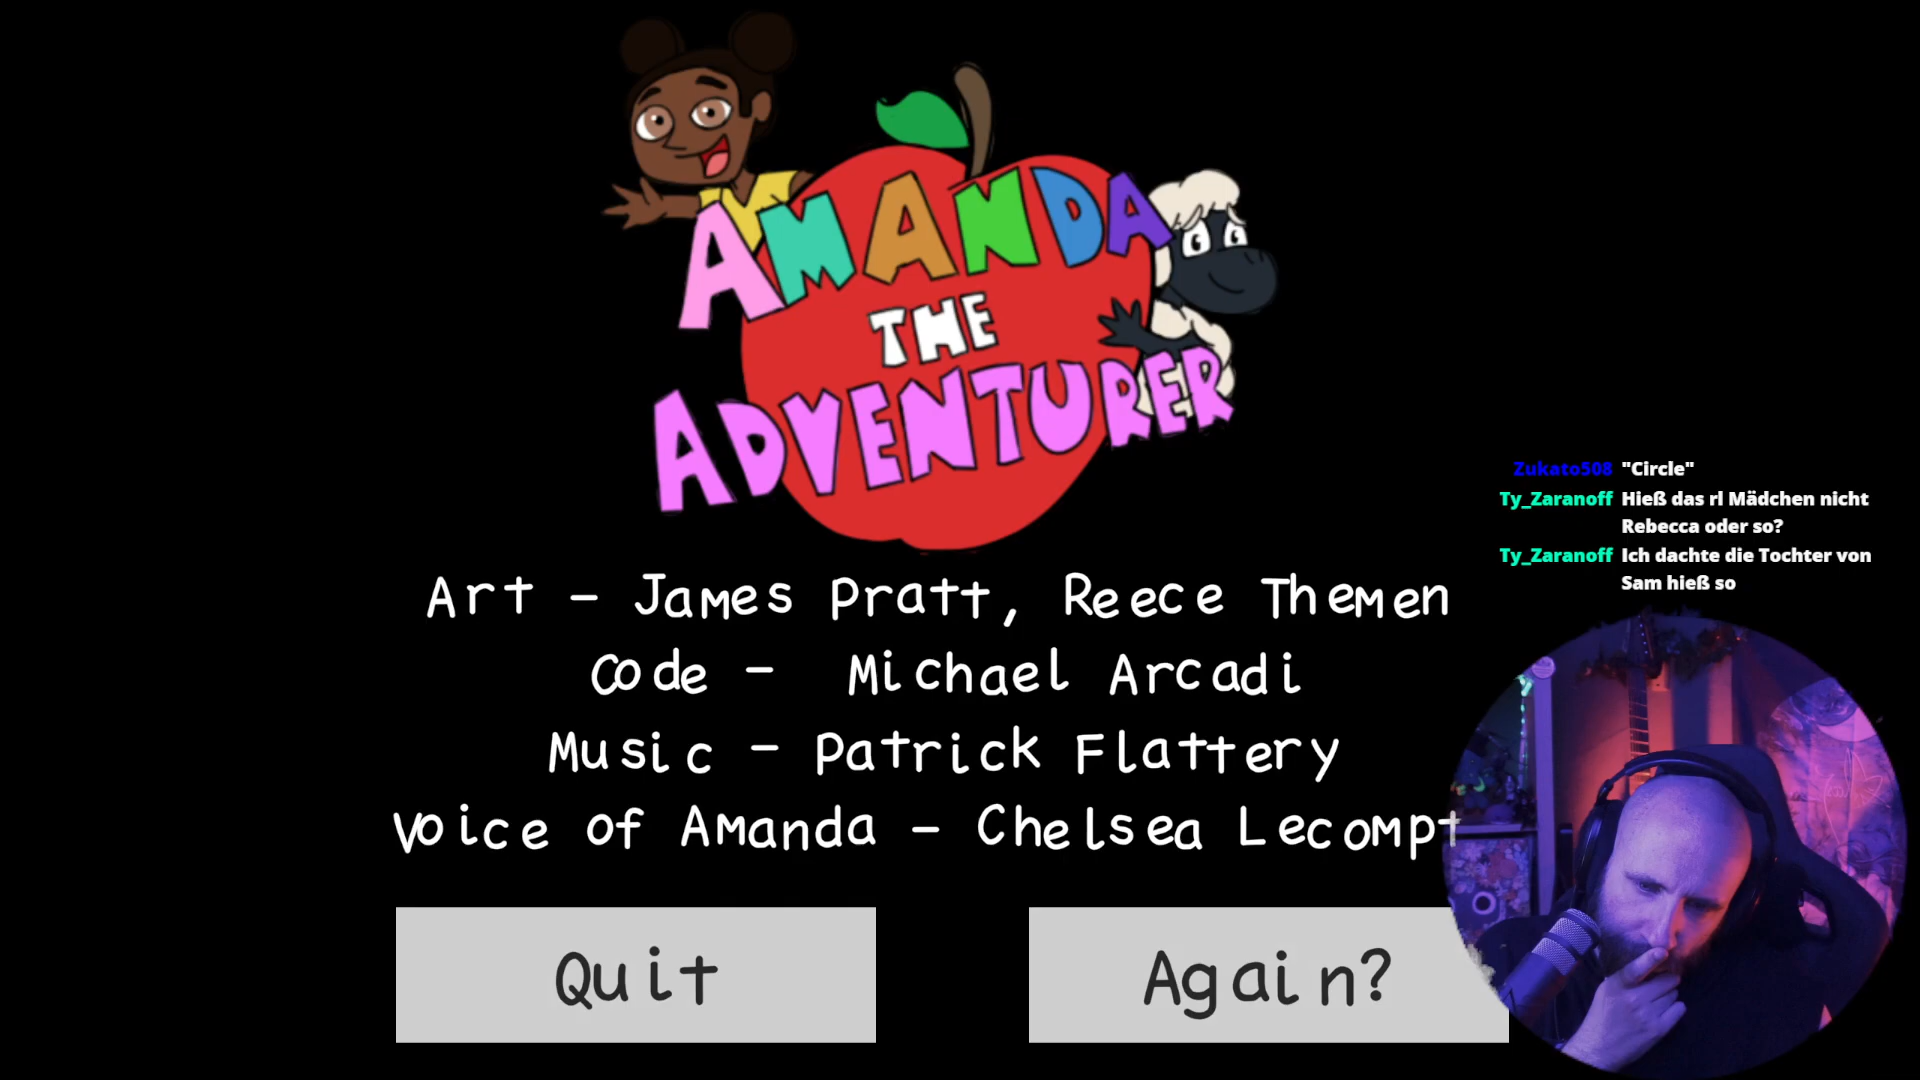 AMANDA
THE
ADVENTURER
Art - James Pratt, Reece Themen
Code - Michael Arcadi
Music - Patrick Flattery
Voice of Amanda - Chelsea Lecompt
Quit
Again?
Zukato508 "Circle"
Ty_Zaranoff Hieß das rl Mädchen nicht
Rebecca oder so?
Ty_Zaranoff Ich dachte die Tochter von
Sam hieß so